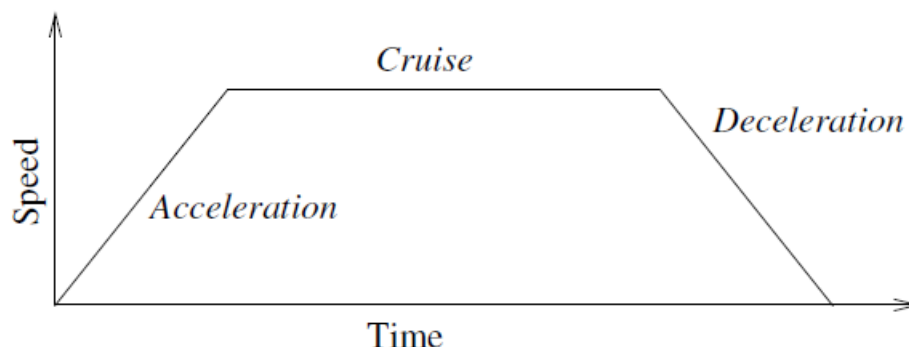 Cruise
Deceleration
Speed
Acceleration
Time